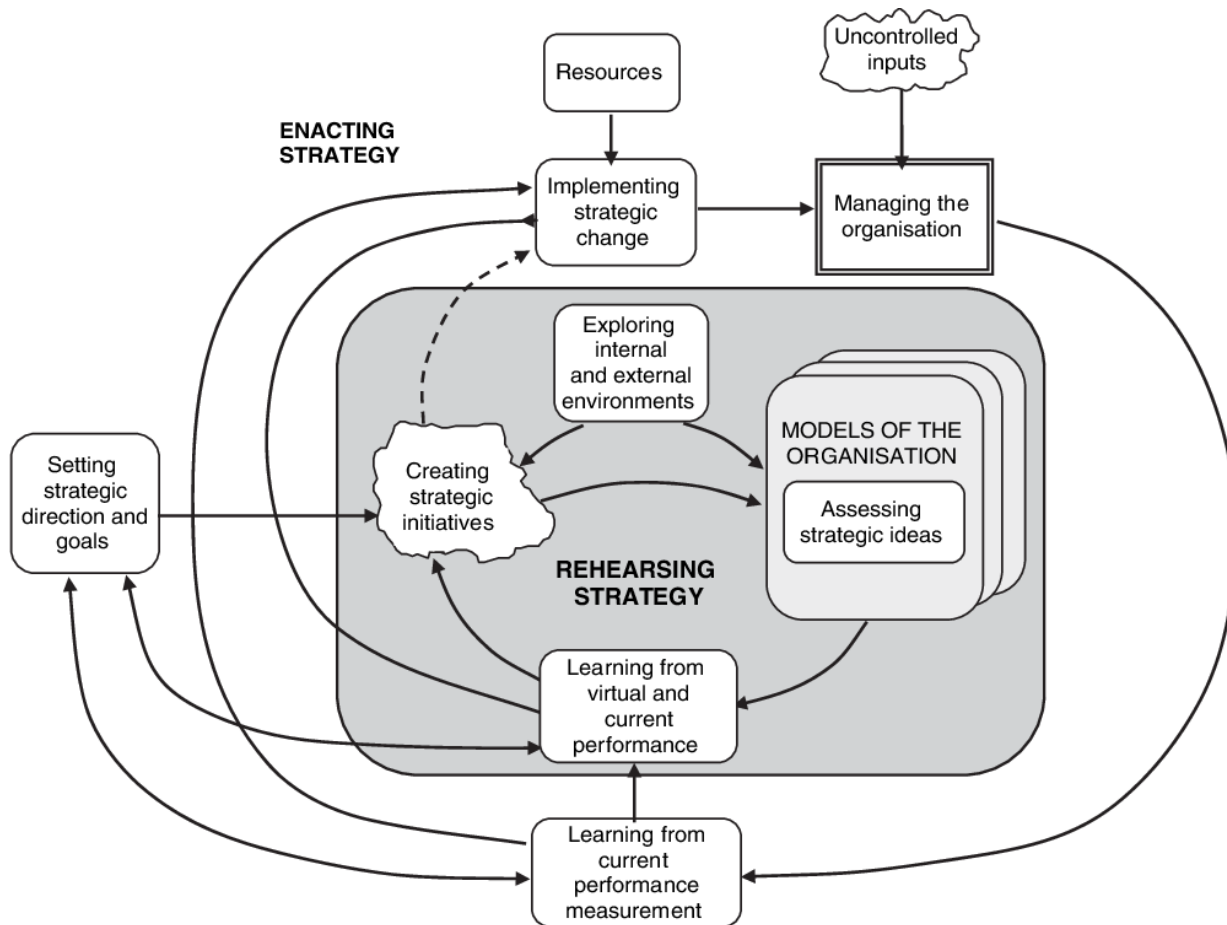 Resources
Uncontrolled
inputs
ENACTING
STRATEGY
Implementing
strategic
change
Managing the
organisation
Exploring
internal
and external
environments
MODELS OF THE
ORGANISATION
Assessing
strategic ideas
Setting
strategic
direction and
goals
Creating
strategic
initiatives
REHEARSING
STRATEGY
Learning from
virtual and
current
performance
Learning from
current
performance
measurement